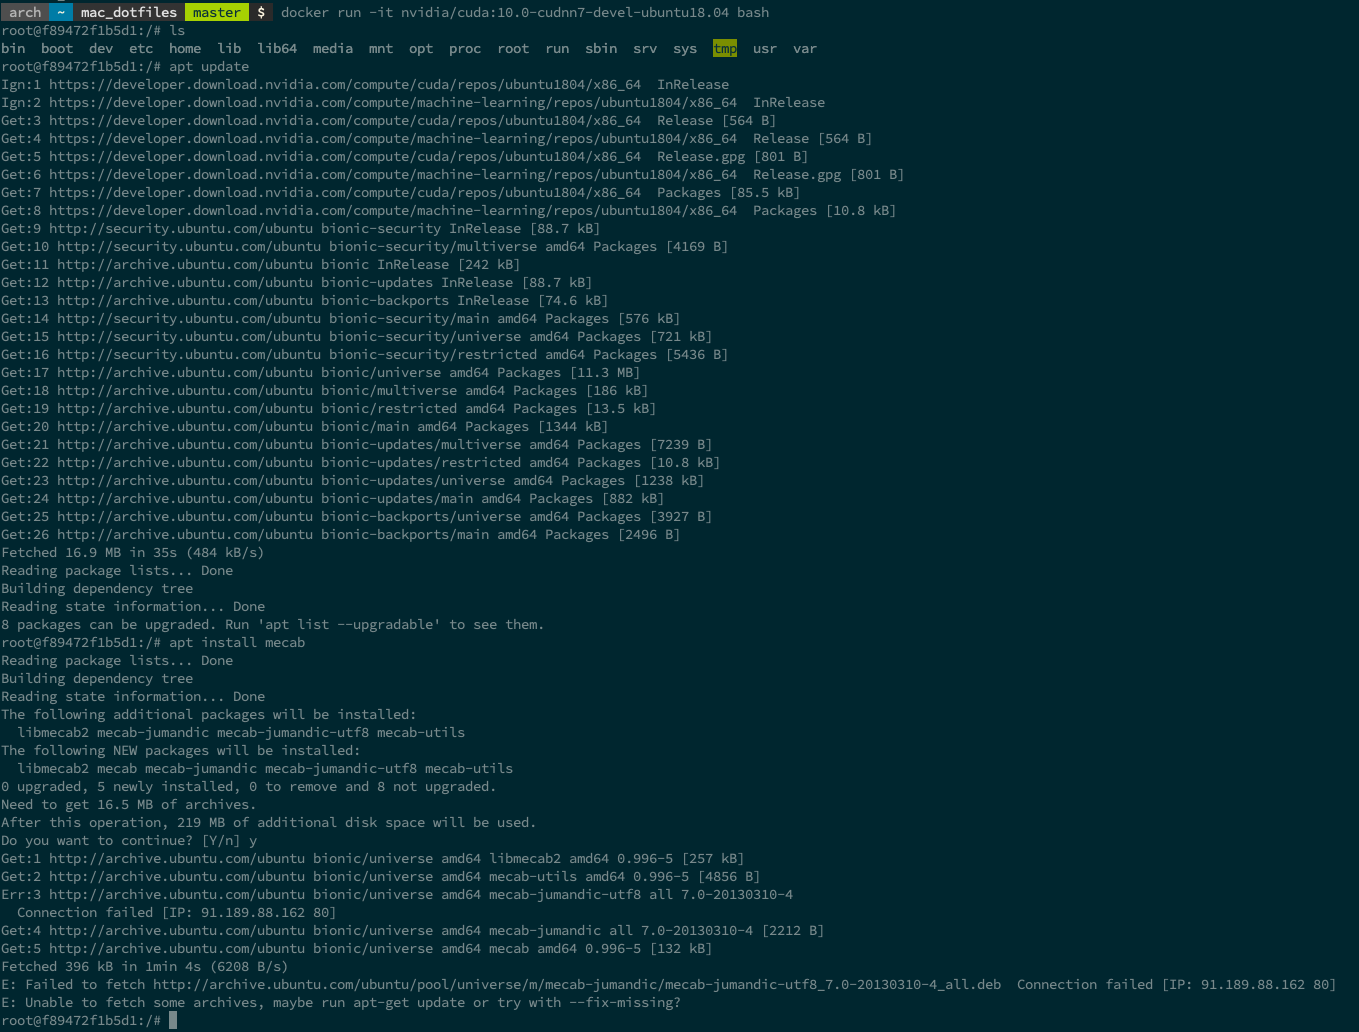 arch ~ mac_dotfiles master $ docker run -it nvidia/cuda:10.0-cudnn7-devel-ubuntu18.04 bash
root@f89472f1b5d1:/# ls
bin boot dev etc home lib lib64 media mnt opt proc root run sbin srv sys tmp usr var
root@f89472f1b5d1:/# apt update
Ign:1 https://developer.download.nvidia.com/compute/cuda/repos/ubuntu1804/x86_64 InRelease
Ign:2 https://developer.download.nvidia.com/compute/machine-learning/repos/ubuntu1804/x86_64 InRelease
Get:3 https://developer.download.nvidia.com/compute/cuda/repos/ubuntu1804/x86_64 Release [564 B]
Get:4 https://developer.download.nvidia.com/compute/machine-learning/repos/ubuntu1804/x86_64 Release [564 B]
Get:5 https://developer.download.nvidia.com/compute/cuda/repos/ubuntu1804/x86_64 Release.gpg [801 B]
Get:6 https://developer.download.nvidia.com/compute/machine-learning/repos/ubuntu1804/x86_64 Release.gpg [801 B]
Get:7 https://developer.download.nvidia.com/compute/cuda/repos/ubuntu1804/x86_64 Packages [85.5 kB]
Get:8 https://developer.download.nvidia.com/compute/machine-learning/repos/ubuntu1804/x86_64 Packages [10.8 kB]
Get:9 http://security.ubuntu.com/ubuntu bionic-security InRelease [88.7 kB]
Get:10 http://security.ubuntu.com/ubuntu bionic-security/multiverse amd64 Packages [4169 B]
Get:11 http://archive.ubuntu.com/ubuntu bionic InRelease [242 kB]
Get:12 http://archive.ubuntu.com/ubuntu bionic-updates InRelease [88.7 kB]
Get:13 http://archive.ubuntu.com/ubuntu bionic-backports InRelease [74.6 kB]
Get:14 http://security.ubuntu.com/ubuntu bionic-security/main amd64 Packages [576 kB]
Get:15 http://security.ubuntu.com/ubuntu bionic-security/universe amd64 Packages [721 kB]
Get:16 http://security.ubuntu.com/ubuntu bionic-security/restricted amd64 Packages [5436 B]
Get:17 http://archive.ubuntu.com/ubuntu bionic/universe amd64 Packages [11.3 MB]
Get:18 http://archive.ubuntu.com/ubuntu bionic/multiverse amd64 Packages [186 kB]
Get:19 http://archive.ubuntu.com/ubuntu bionic/restricted amd64 Packages [13.5 kB]
Get:20 http://archive.ubuntu.com/ubuntu bionic/main amd64 Packages [1344 kB]
Get:21 http://archive.ubuntu.com/ubuntu bionic-updates/multiverse amd64 Packages [7239 B]
Get:22 http://archive.ubuntu.com/ubuntu bionic-updates/restricted amd64 Packages [10.8 kB]
Get:23 http://archive.ubuntu.com/ubuntu bionic-updates/universe amd64 Packages [1238 kB]
Get:24 http://archive.ubuntu.com/ubuntu bionic-updates/main amd64 Packages [882 kB]
Get:25 http://archive.ubuntu.com/ubuntu bionic-backports/universe amd64 Packages [3927 B]
Get:26 http://archive.ubuntu.com/ubuntu bionic-backports/main amd64 Packages [2496 B]
Fetched 16.9 MB in 35s (484 kB/s)
Reading package lists... Done
Building dependency tree
Reading state information... Done
8 packages can be upgraded. Run 'apt list --upgradable' to see them.
root@f89472f1b5d1:/# apt install mecab
Reading package lists... Done
Building dependency tree
Reading state information... Done
The following additional packages will be installed:
  libmecab2 mecab-jumandic mecab-jumandic-utf8 mecab-utils
The following NEW packages will be installed:
  libmecab2 mecab mecab-jumandic mecab-jumandic-utf8 mecab-utils
0 upgraded, 5 newly installed, 0 to remove and 8 not upgraded.
Need to get 16.5 MB of archives.
After this operation, 219 MB of additional disk space will be used.
Do you want to continue? [Y/n] y
Get:1 http://archive.ubuntu.com/ubuntu bionic/universe amd64 libmecab2 amd64 0.996-5 [257 kB]
Get:2 http://archive.ubuntu.com/ubuntu bionic/universe amd64 mecab-utils amd64 0.996-5 [4856 B]
Err:3 http://archive.ubuntu.com/ubuntu bionic/universe amd64 mecab-jumandic-utf8 all 7.0-20130310-4
  Connection failed [IP: 91.189.88.162 80]
Get:4 http://archive.ubuntu.com/ubuntu bionic/universe amd64 mecab-jumandic all 7.0-20130310-4 [2212 B]
Get:5 http://archive.ubuntu.com/ubuntu bionic/universe amd64 mecab amd64 0.996-5 [132 kB]
Fetched 396 kB in 1min 4s (6208 B/s)
E: Failed to fetch http://archive.ubuntu.com/ubuntu/pool/universe/m/mecab-jumandic/mecab-jumandic-utf8_7.0-20130310-4_all.deb  Connection failed [IP: 91.189.88.162 80]
E: Unable to fetch some archives, maybe run apt-get update or try with --fix-missing?
root@f89472f1b5d1:/#